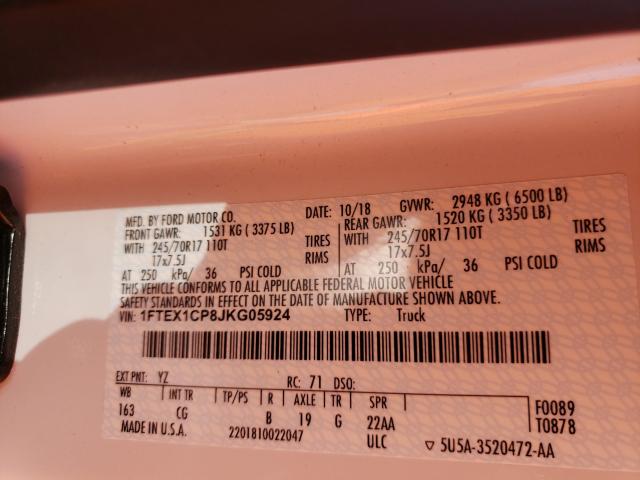 MFD. BY FORD MOTOR CO. DATE: 10/18 GVWR: 2948 KG ( 6500 LB)
FRONT GAWR: 1531 KG ( 3375 LB) REAR GAWR: 1520 KG ( 3350 LB)
WITH 245/70R17 110T TIRES WITH 245/70R17 110T TIRES
17x7.5J RIMS 17x7.5J RIMS
AT 250 kPa/ 36 PSI COLD AT 250 kPa/ 36 PSI COLD
THIS VEHICLE CONFORMS TO ALL APPLICABLE FEDERAL MOTOR VEHICLE
SAFETY STANDARDS IN EFFECT ON THE DATE OF MANUFACTURE SHOWN ABOVE.
VIN: 1FTEX1CP8JKG05924 TYPE: Truck
EXT PNT: YZ RC: 71 DSO:
WB INT TR TP/PS R AXLE TR SPR F0089
163 CG B 19 G 22AA T0878
MADE IN U.S.A. 2201810022047 ULC ▽ 5U5A-3520472-AA